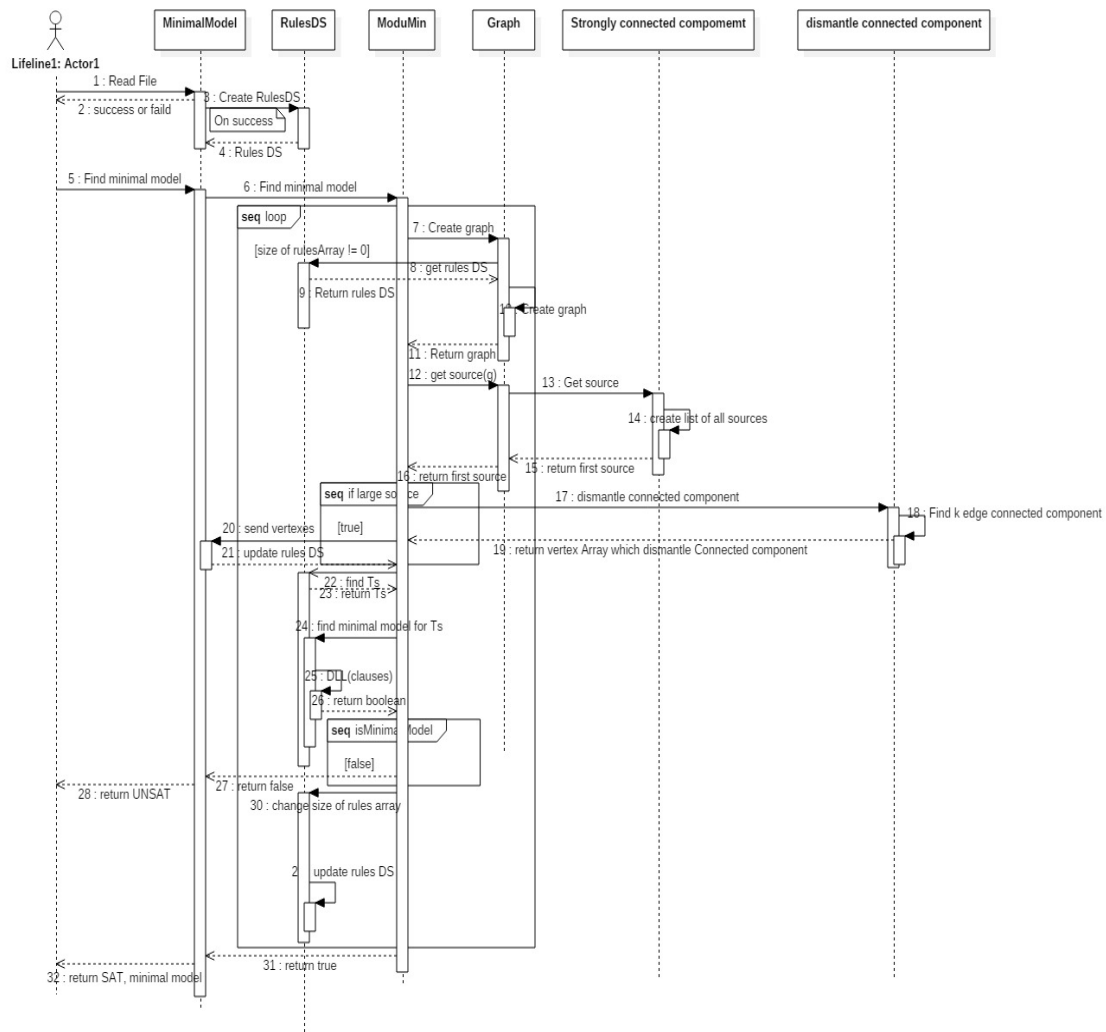 MinimalModel
RulesDS
ModuMin
Graph
Strongly connected compomemt
dismantle connected component
Lifeline1: Actor1
1 : Read File
2 : success or faild
3 : Create RulesDS
On success
4 : Rules DS
5 : Find minimal model
6 : Find minimal model
seq loop
[size of rulesArray != 0]
7 : Create graph
8 : get rules DS
9 : Return rules DS
10 : Create graph
11 : Return graph
12 : get source(g)
13 : Get source
14 : create list of all sources
15 : return first source
16 : return first source
seq if large source
[true]
17 : dismantle connected component
18 : Find k edge connected component
19 : return vertex Array which dismantle Connected component
20 : send vertexes
21 : update rules DS
22 : find Ts
23 : return Ts
24 : find minimal model for Ts
25 : DLL(clauses)
26 : return boolean
seq isMinimalModel
[false]
27 : return false
28 : return UNSAT
30 : change size of rules array
update rules DS
31 : return true
32 : return SAT, minimal model